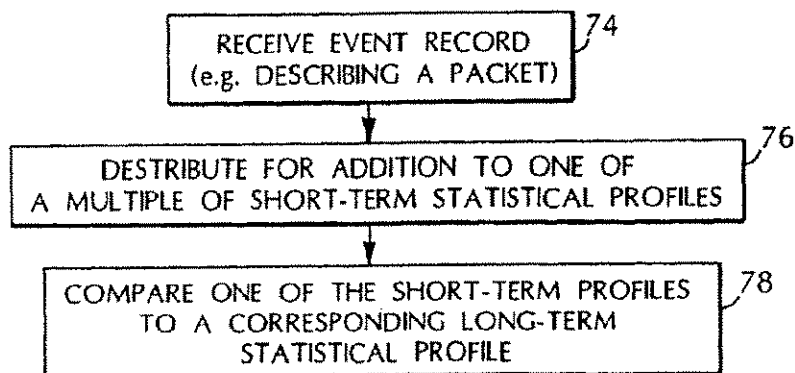 RECEIVE EVENT RECORD
(e.g. DESCRIBING A PACKET)
74
DESTRIBUTE FOR ADDITION TO ONE OF
A MULTIPLE OF SHORT-TERM STATISTICAL PROFILES
76
COMPARE ONE OF THE SHORT-TERM PROFILES
TO A CORRESPONDING LONG-TERM
STATISTICAL PROFILE
78